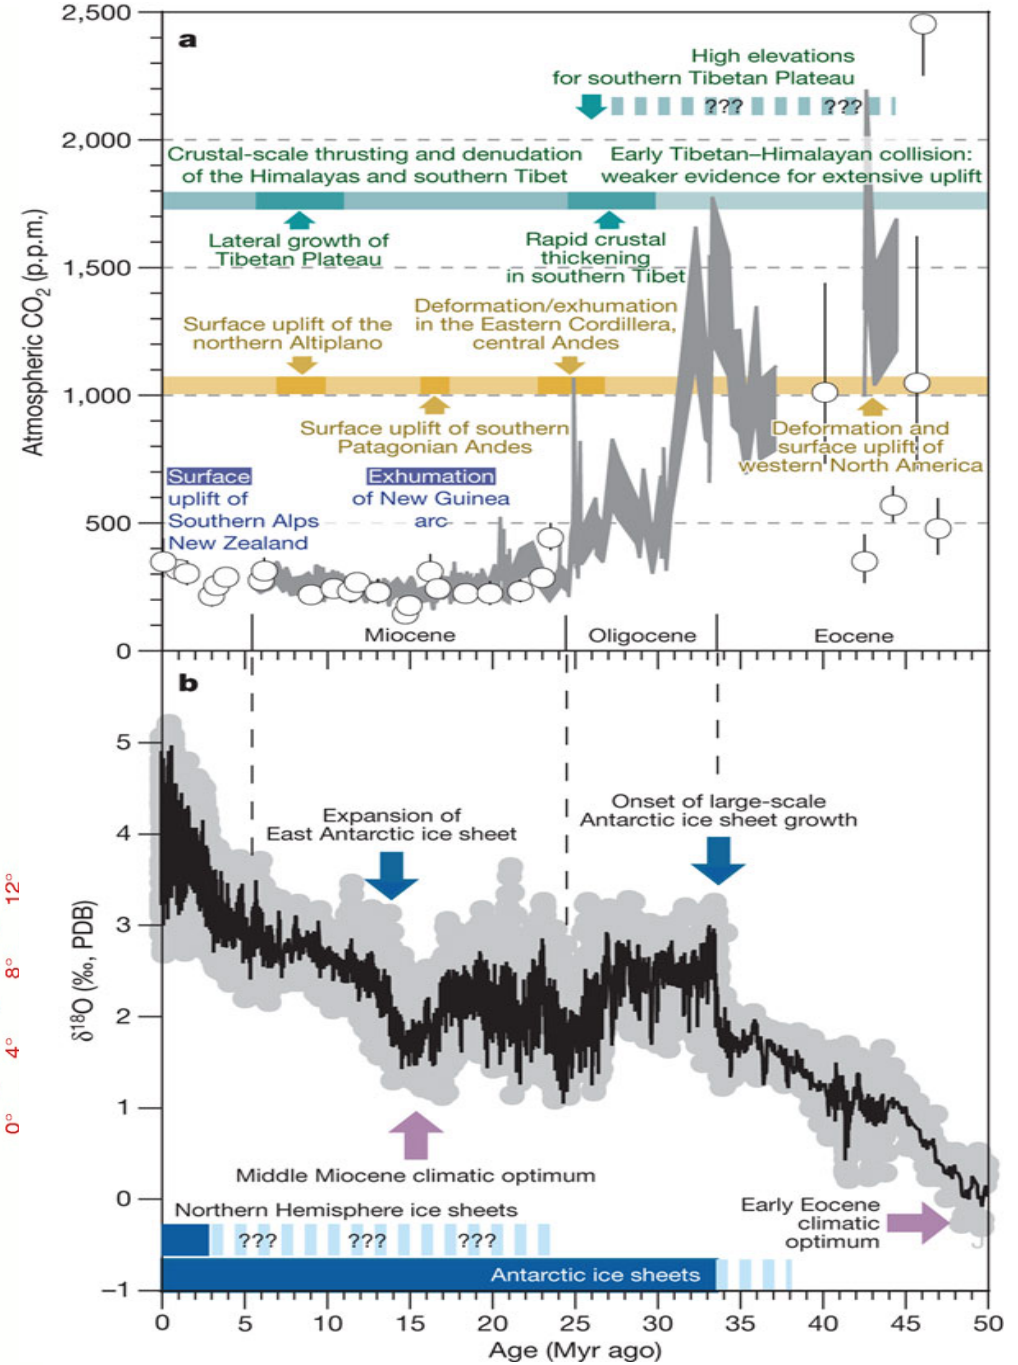 2,500
a
High elevations
for southern Tibetan Plateau
??? ???
2,000
Crustal-scale thrusting and denudation
of the Himalayas and southern Tibet
Early Tibetan–Himalayan collision:
weaker evidence for extensive uplift
Lateral growth of
Tibetan Plateau
Rapid crustal
thickening
in southern Tibet
1,500
Atmospheric CO2 (p.p.m.)
Surface uplift of the
northern Altiplano
Deformation/exhumation
in the Eastern Cordillera,
central Andes
1,000
Surface uplift of southern
Patagonian Andes
Deformation and
surface uplift of
western North America
Surface
uplift of
Southern Alps
New Zealand
Exhumation
of New Guinea
arc
500
Miocene
Oligocene
Eocene
0
b
5
4
3
2
1
0
–1
δ18O (‰, PDB)
12°
8°
4°
0°
Expansion of
East Antarctic ice sheet
Onset of large-scale
Antarctic ice sheet growth
Middle Miocene climatic optimum
Early Eocene
climatic
optimum
Northern Hemisphere ice sheets
??? ??? ???
Antarctic ice sheets
0 5 10 15 20 25 30 35 40 45 50
Age (Myr ago)